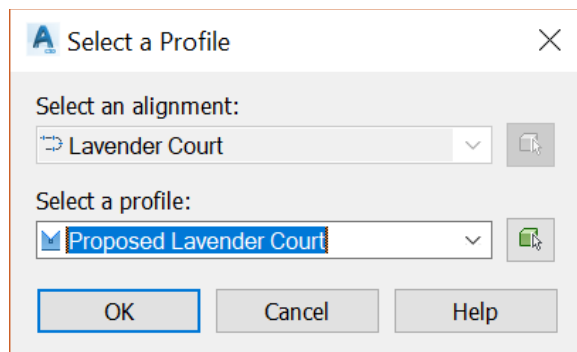 Select a Profile
Select an alignment:
Lavender Court
Select a profile:
Proposed Lavender Court
OK Cancel Help